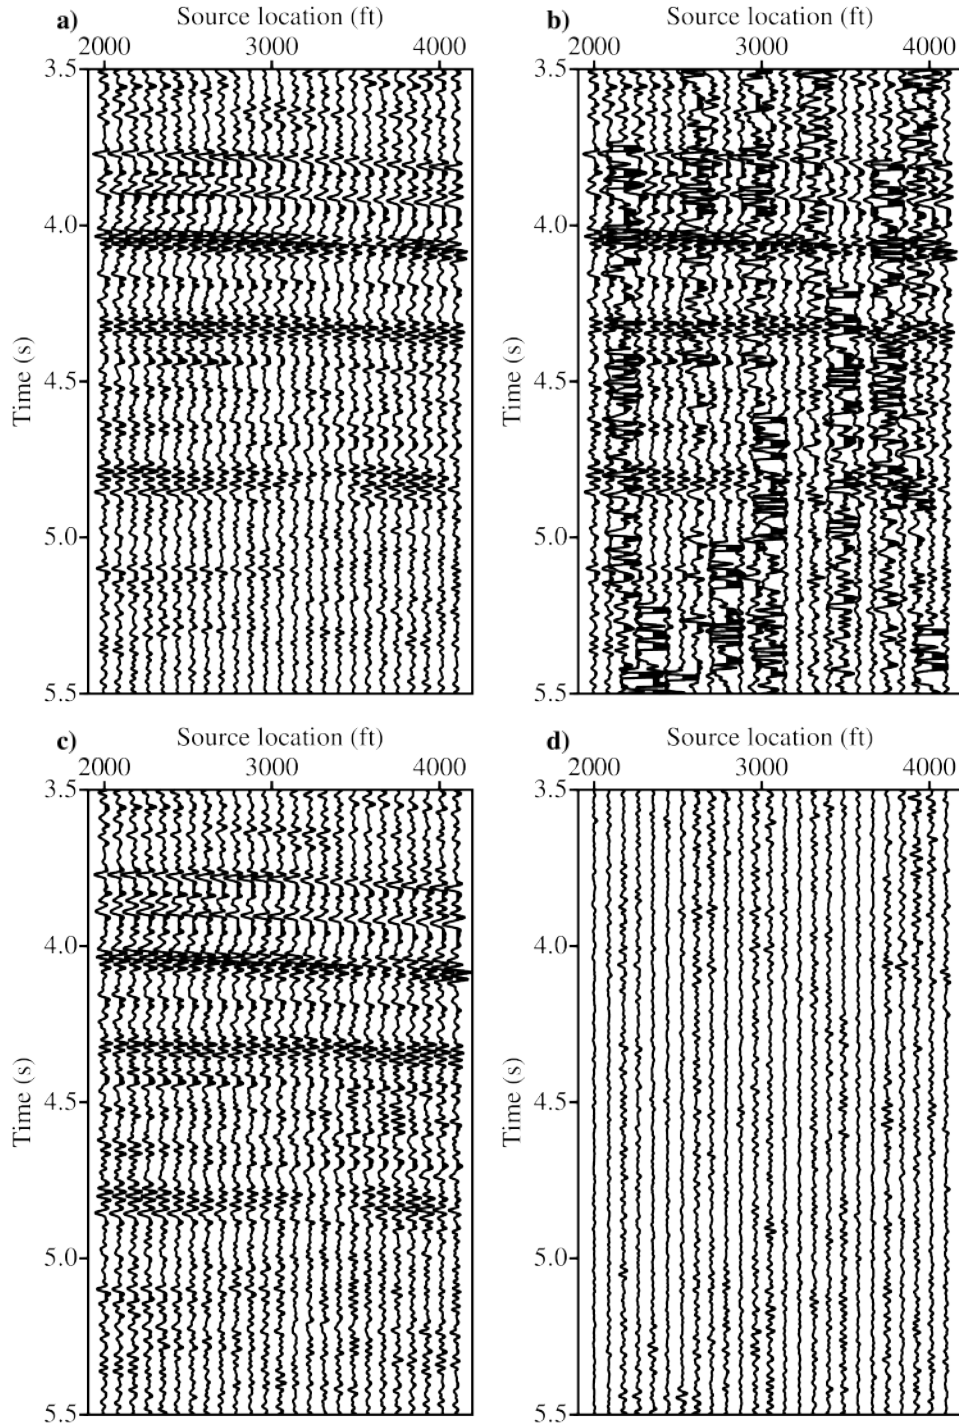 a) Source location (ft)
2000 3000 4000
3.5
4.0
4.5
5.0
5.5
Time (s)
b) Source location (ft)
2000 3000 4000
3.5
4.0
4.5
5.0
5.5
Time (s)
c) Source location (ft)
2000 3000 4000
3.5
4.0
4.5
5.0
5.5
Time (s)
d) Source location (ft)
2000 3000 4000
3.5
4.0
4.5
5.0
5.5
Time (s)